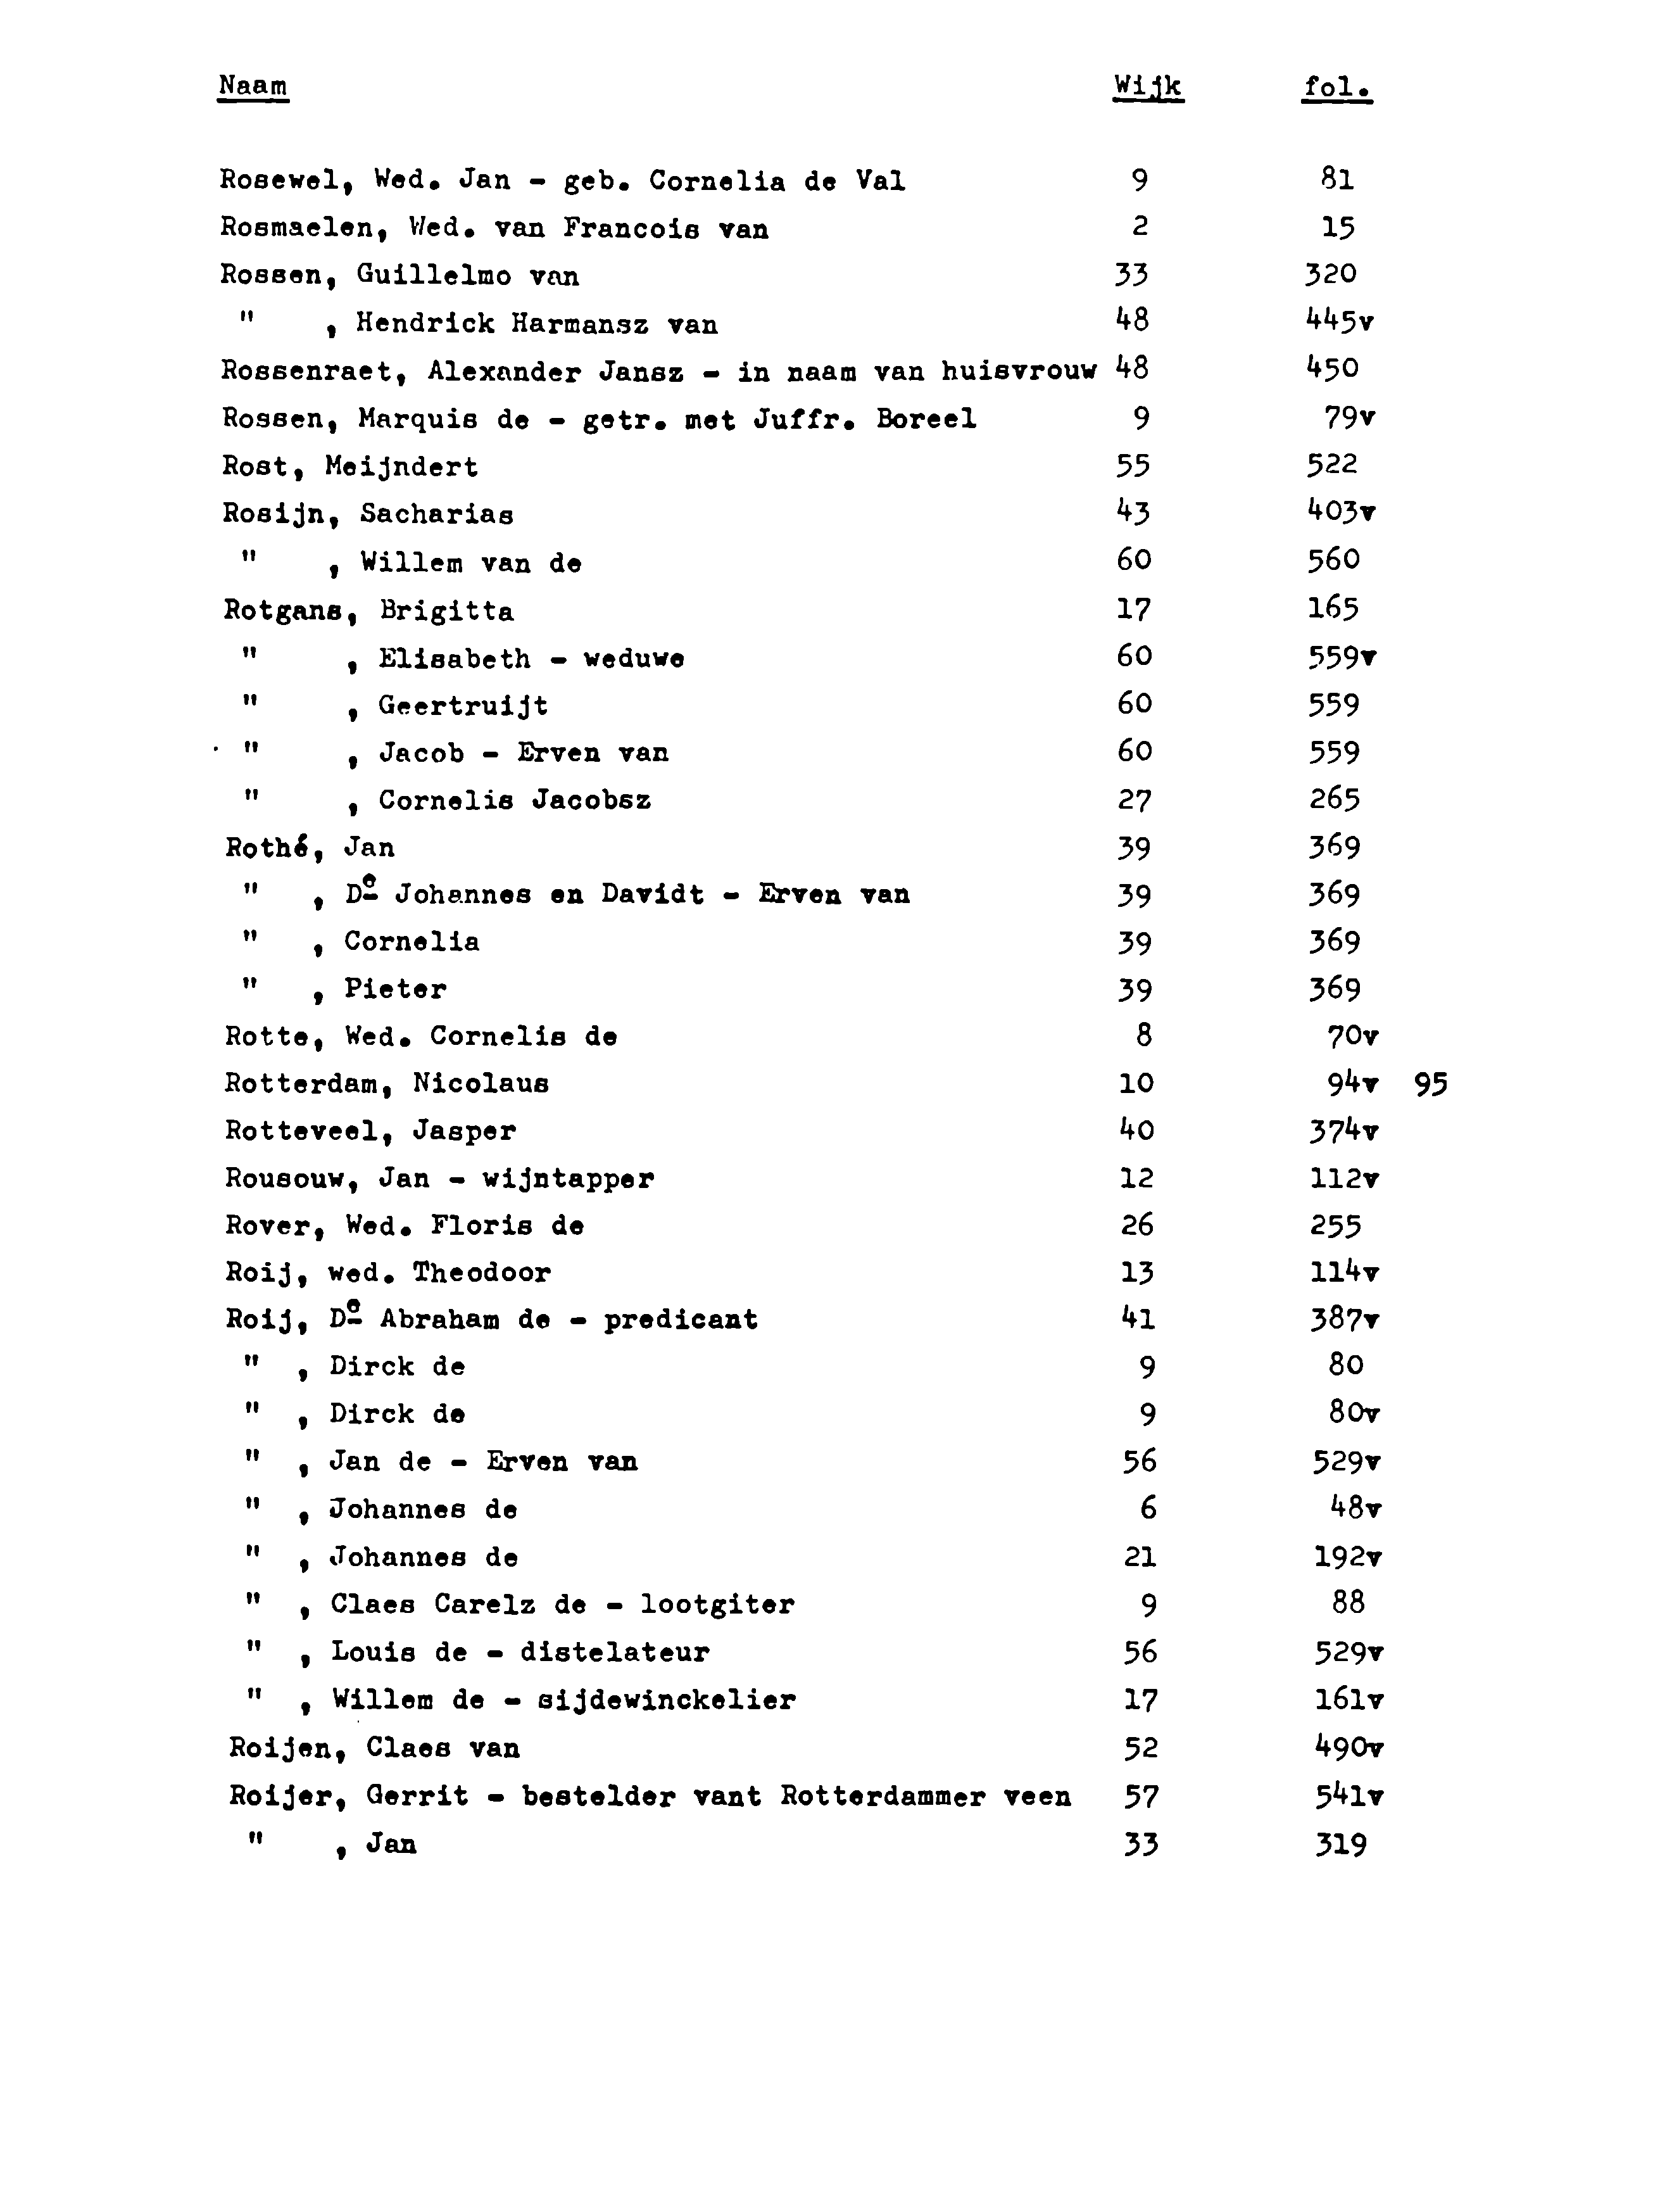 Naam Wijk fol.
Rosewel, Wed. Jan - geb. Cornelia de Val 9 81
Rosmaelen, Wed. van Francois van 2 15
Rossen, Guillelmo van 33 320
" , Hendrick Harmansz van 48 445v
Rossenraet, Alexander Jansz - in naam van huisvrouw 48 450
Rossen, Marquis de - getr. met Juffr. Boreel 9 79v
Rost, Meijndert 55 522
Rosijn, Sacharias 43 403v
" , Willem van de 60 560
Rotgans, Brigitta 17 165
" , Elisabeth - weduwe 60 559v
" , Geertruijt 60 559
" , Jacob - Erven van 60 559
" , Cornelis Jacobsz 27 265
Rothé, Jan 39 369
" , De Johannes en Davidt - Erven van 39 369
" , Cornelia 39 369
" , Pieter 39 369
Rotte, Wed. Cornelis de 8 70v
Rotterdam, Nicolaus 10 94v 95
Rotteveel, Jasper 40 374v
Rousouw, Jan - wijntapper 12 112v
Rover, Wed. Floris de 26 255
Roij, wed. Theodoor 13 114v
Roij, De Abraham de - predicant 41 387v
" , Dirck de 9 80
" , Dirck de 9 80v
" , Jan de - Erven van 56 529v
" , Johannes de 6 48v
" , Johannes de 21 192v
" , Claes Carelz de - lootgiter 9 88
" , Louis de - distelateur 56 529v
" , Willem de - sijdewinckelier 17 161v
Roijen, Claes van 52 490v
Roijer, Gerrit - bestelder vant Rotterdammer veen 57 541v
" , Jan 33 319